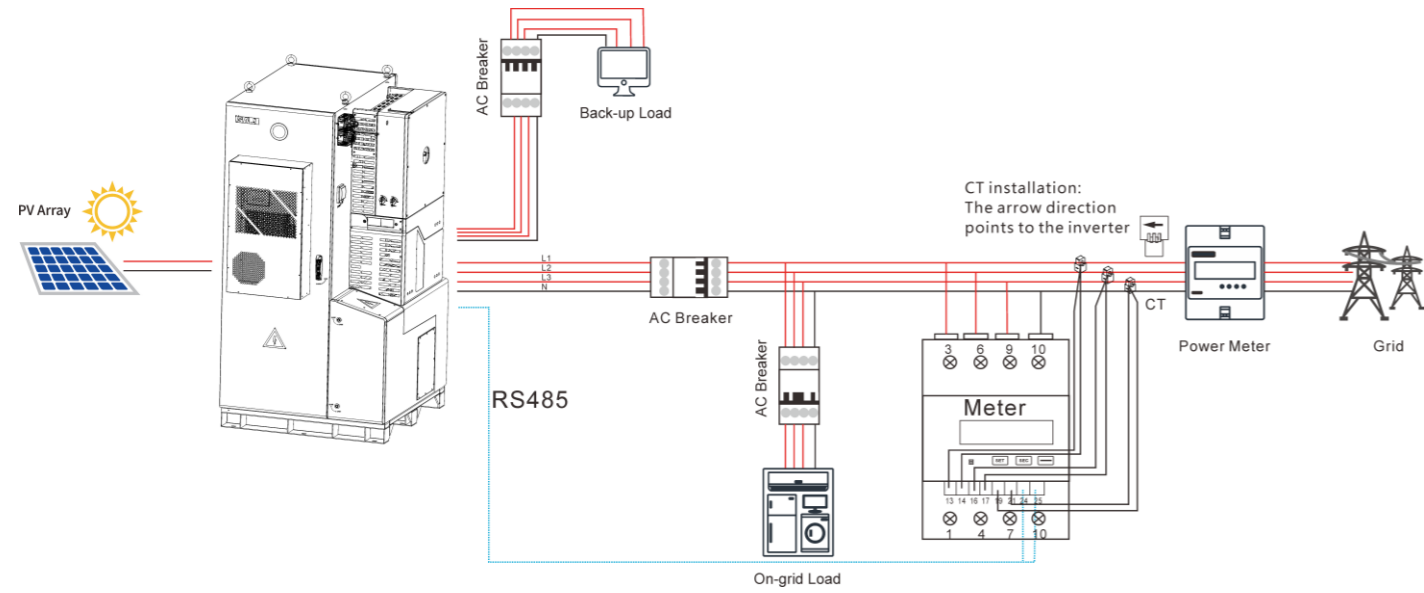 AC Breaker
Back-up Load
PV Array
CT installation:
The arrow direction
points to the inverter
L1
L2
L3
N
AC Breaker
CT
Power Meter
Grid
AC Breaker
RS485
3 6 9 10
Meter
SET SEC
13 14 16 17 19 21 24 25
1 4 7 10
On-grid Load